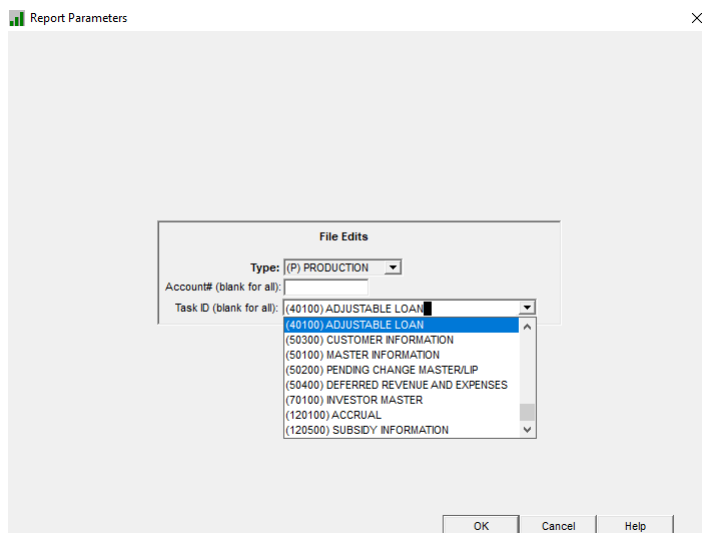 Report Parameters
File Edits
Type: (P) PRODUCTION
Account# (blank for all):
Task ID (blank for all): (40100) ADJUSTABLE LOAN
(40100) ADJUSTABLE LOAN
(50300) CUSTOMER INFORMATION
(50100) MASTER INFORMATION
(50200) PENDING CHANGE MASTER/LIP
(50400) DEFERRED REVENUE AND EXPENSES
(70100) INVESTOR MASTER
(120100) ACCRUAL
(120500) SUBSIDY INFORMATION
OK Cancel Help